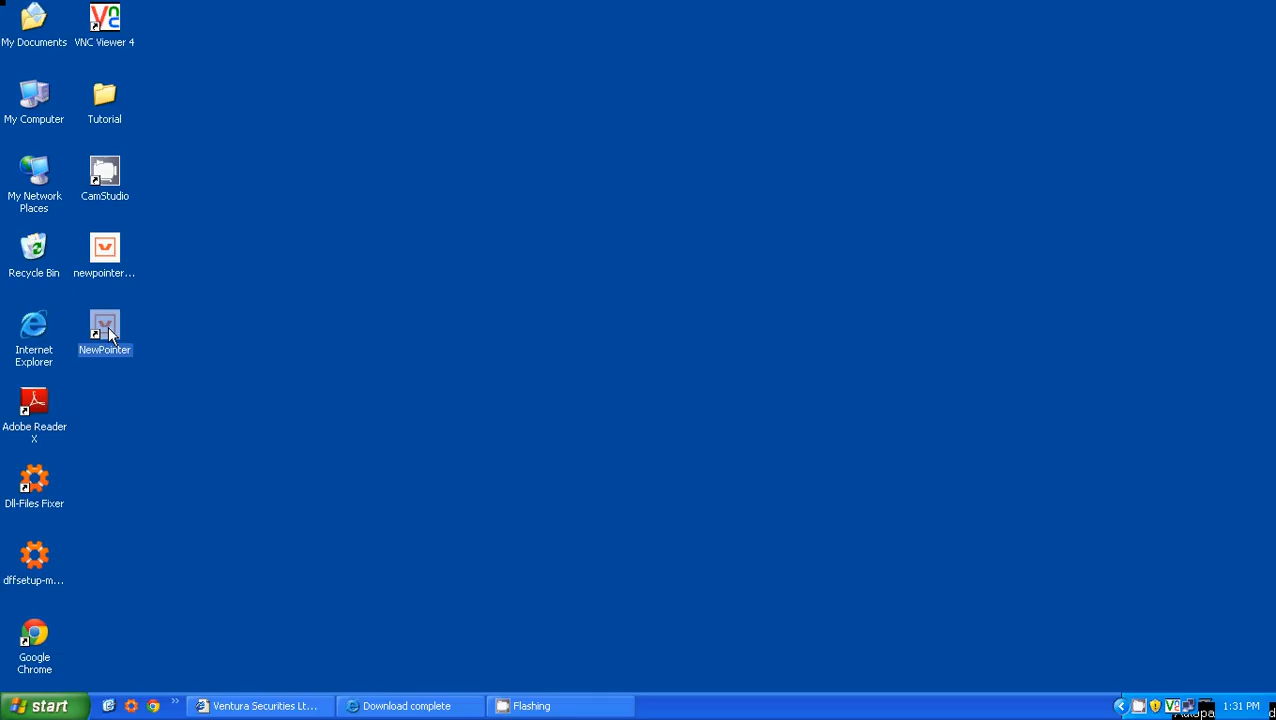 My Documents
VNC Viewer 4
My Computer
Tutorial
My Network
Places
CamStudio
Recycle Bin
newpointer...
Internet
Explorer
NewPointer
Adobe Reader
X
Dll-Files Fixer
dffsetup-m...
Google
Chrome
start
Ventura Securities Lt...
Download complete
Flashing
1:31 PM